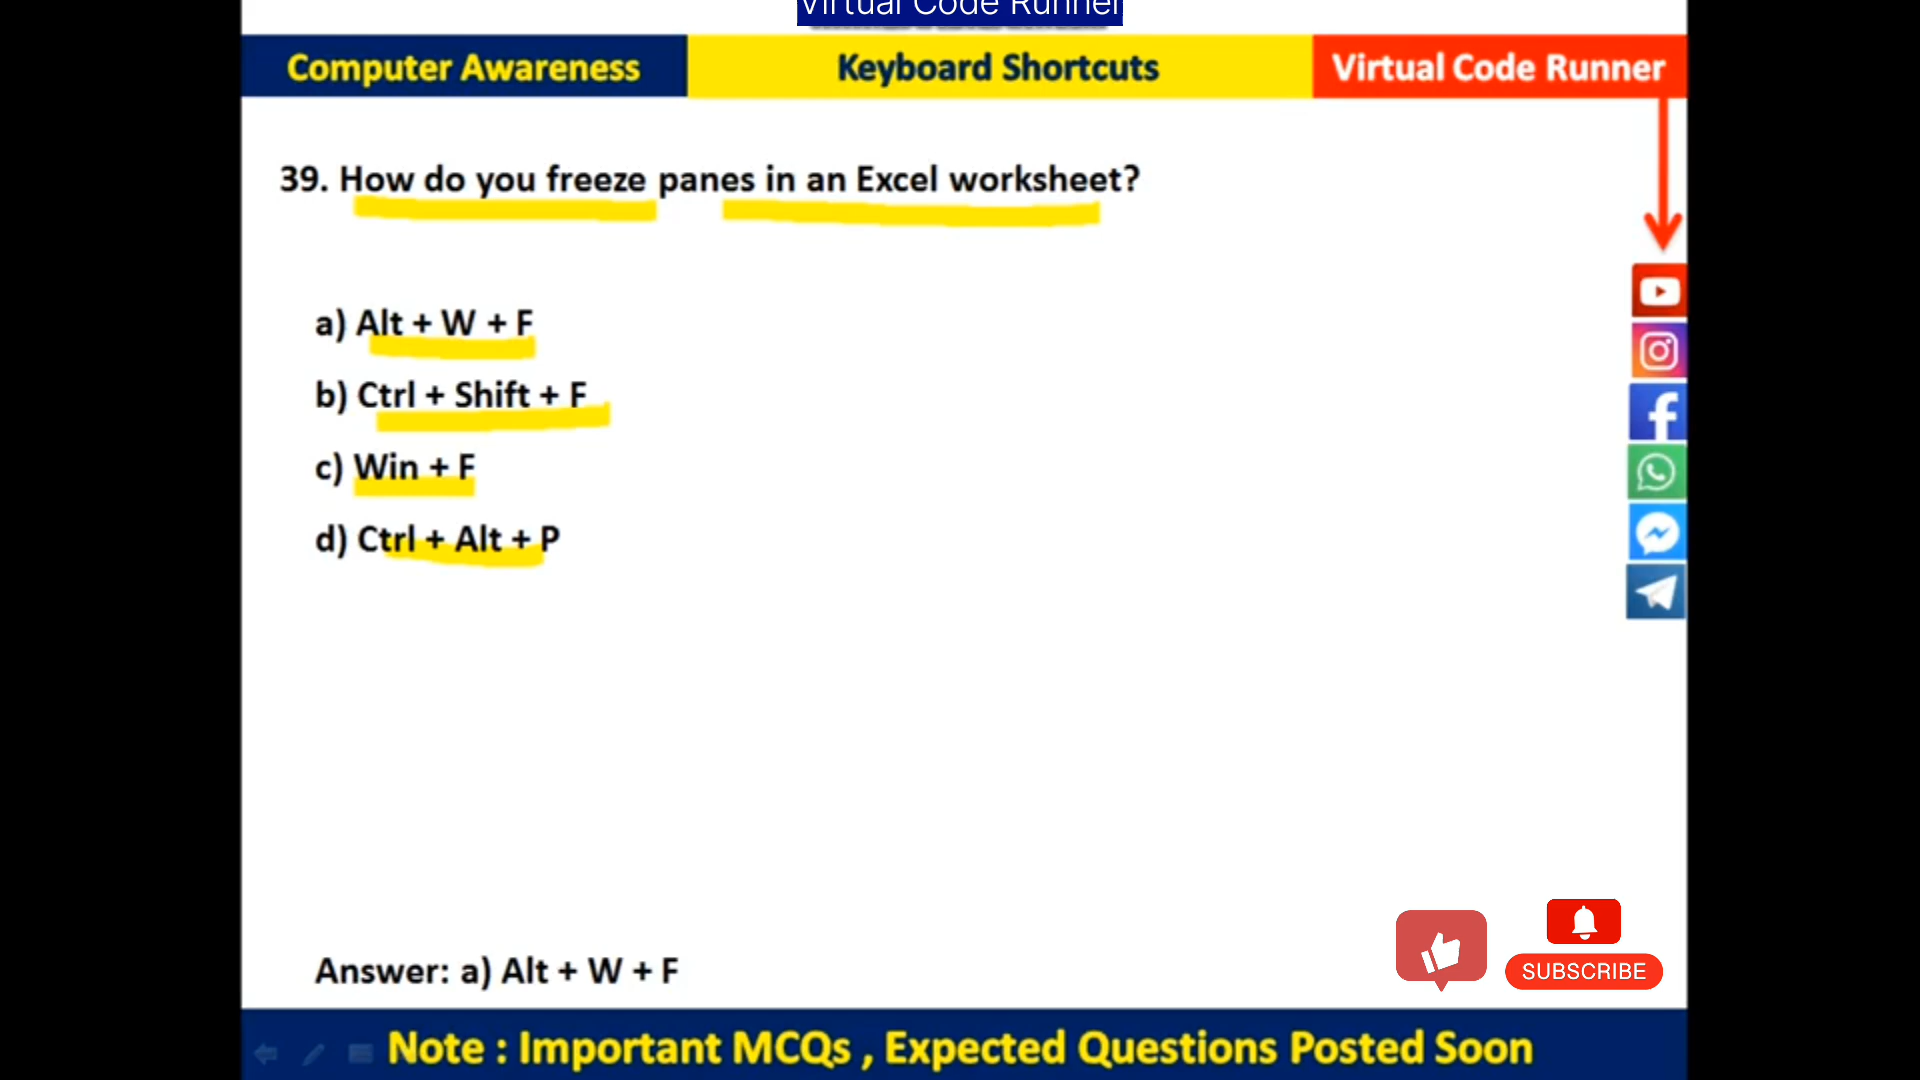 Virtual Code Runner
Computer Awareness
Keyboard Shortcuts
Virtual Code Runner
39. How do you freeze panes in an Excel worksheet?
a) Alt + W + F
b) Ctrl + Shift + F
c) Win + F
d) Ctrl + Alt + P
Answer: a) Alt + W + F
SUBSCRIBE
Note : Important MCQs , Expected Questions Posted Soon